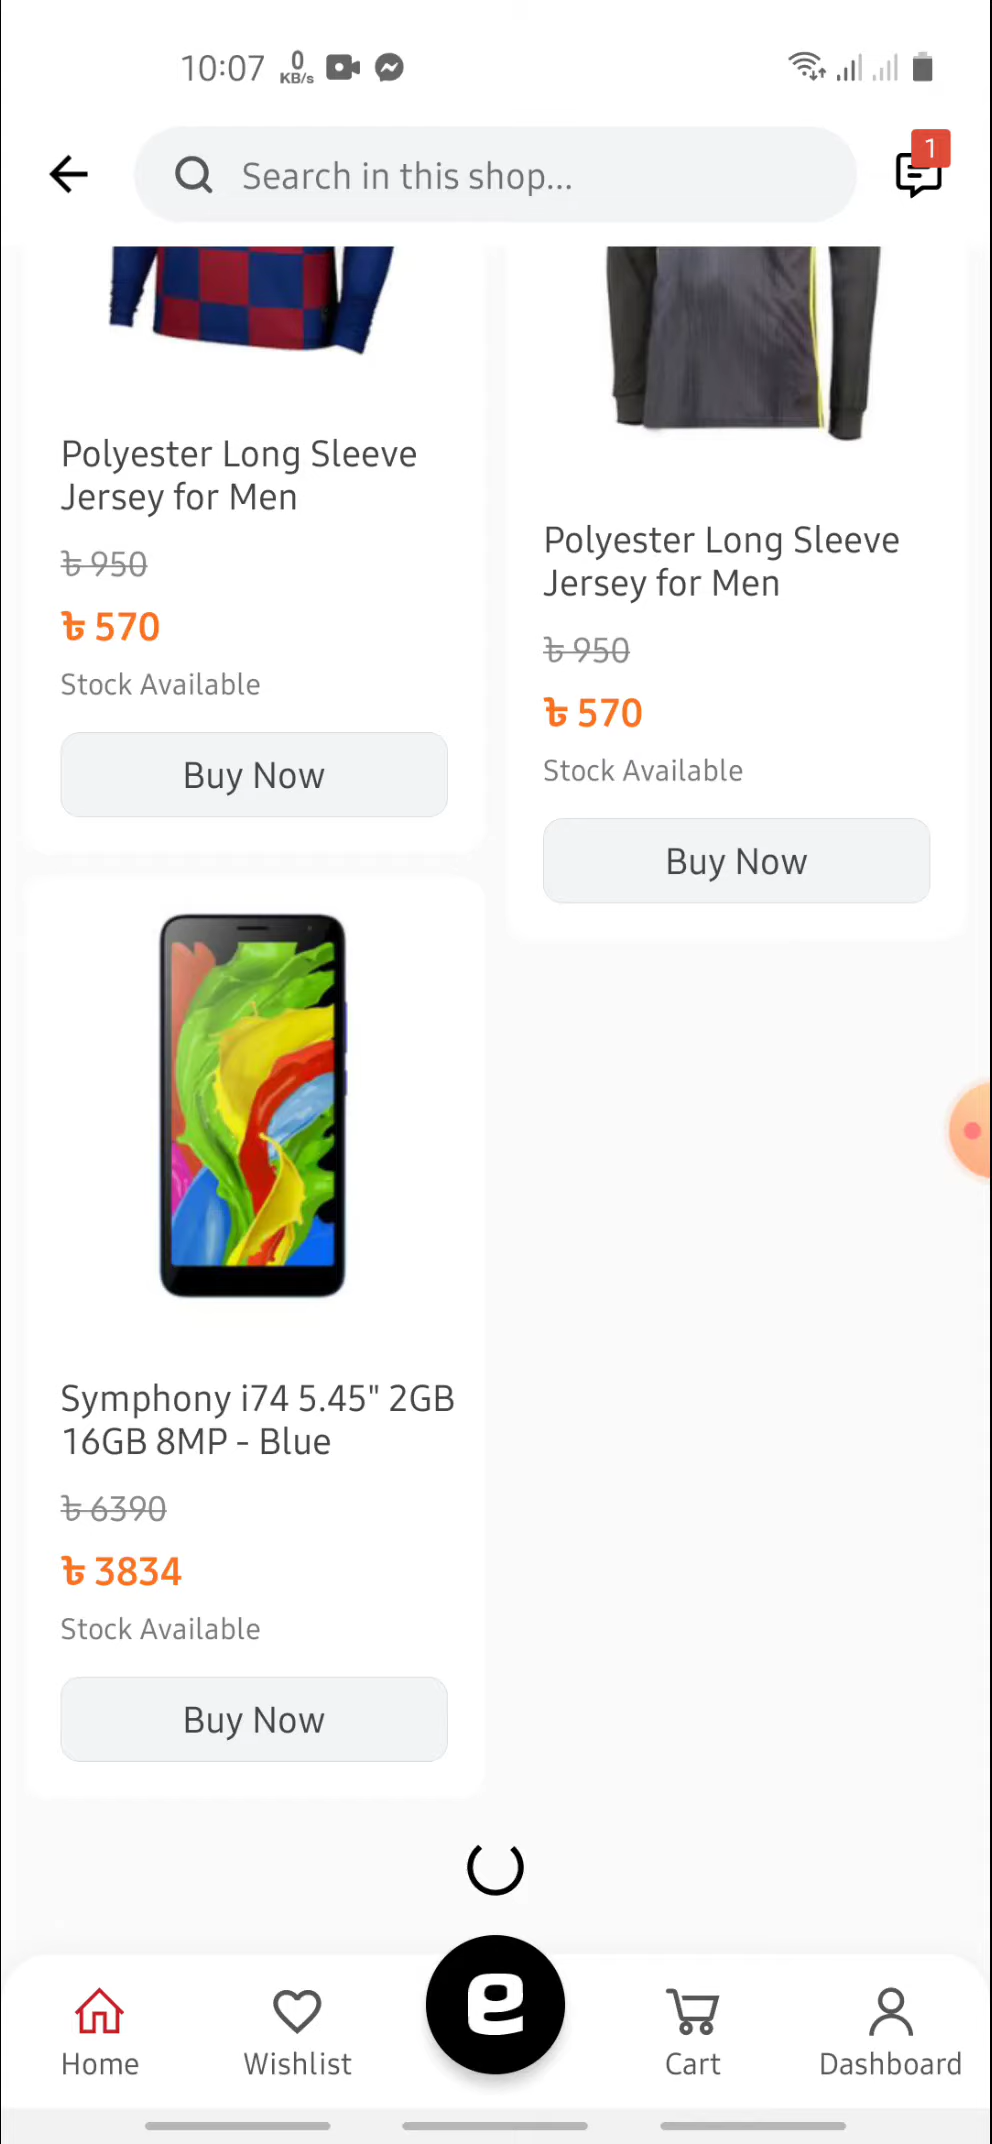 10:07 0 KB/s
Search in this shop...
1
Polyester Long Sleeve
Jersey for Men
৳ 950
৳ 570
Stock Available
Buy Now
Polyester Long Sleeve
Jersey for Men
৳ 950
৳ 570
Stock Available
Buy Now
Symphony i74 5.45" 2GB
16GB 8MP - Blue
৳ 6390
৳ 3834
Stock Available
Buy Now
e
Home
Wishlist
Cart
Dashboard